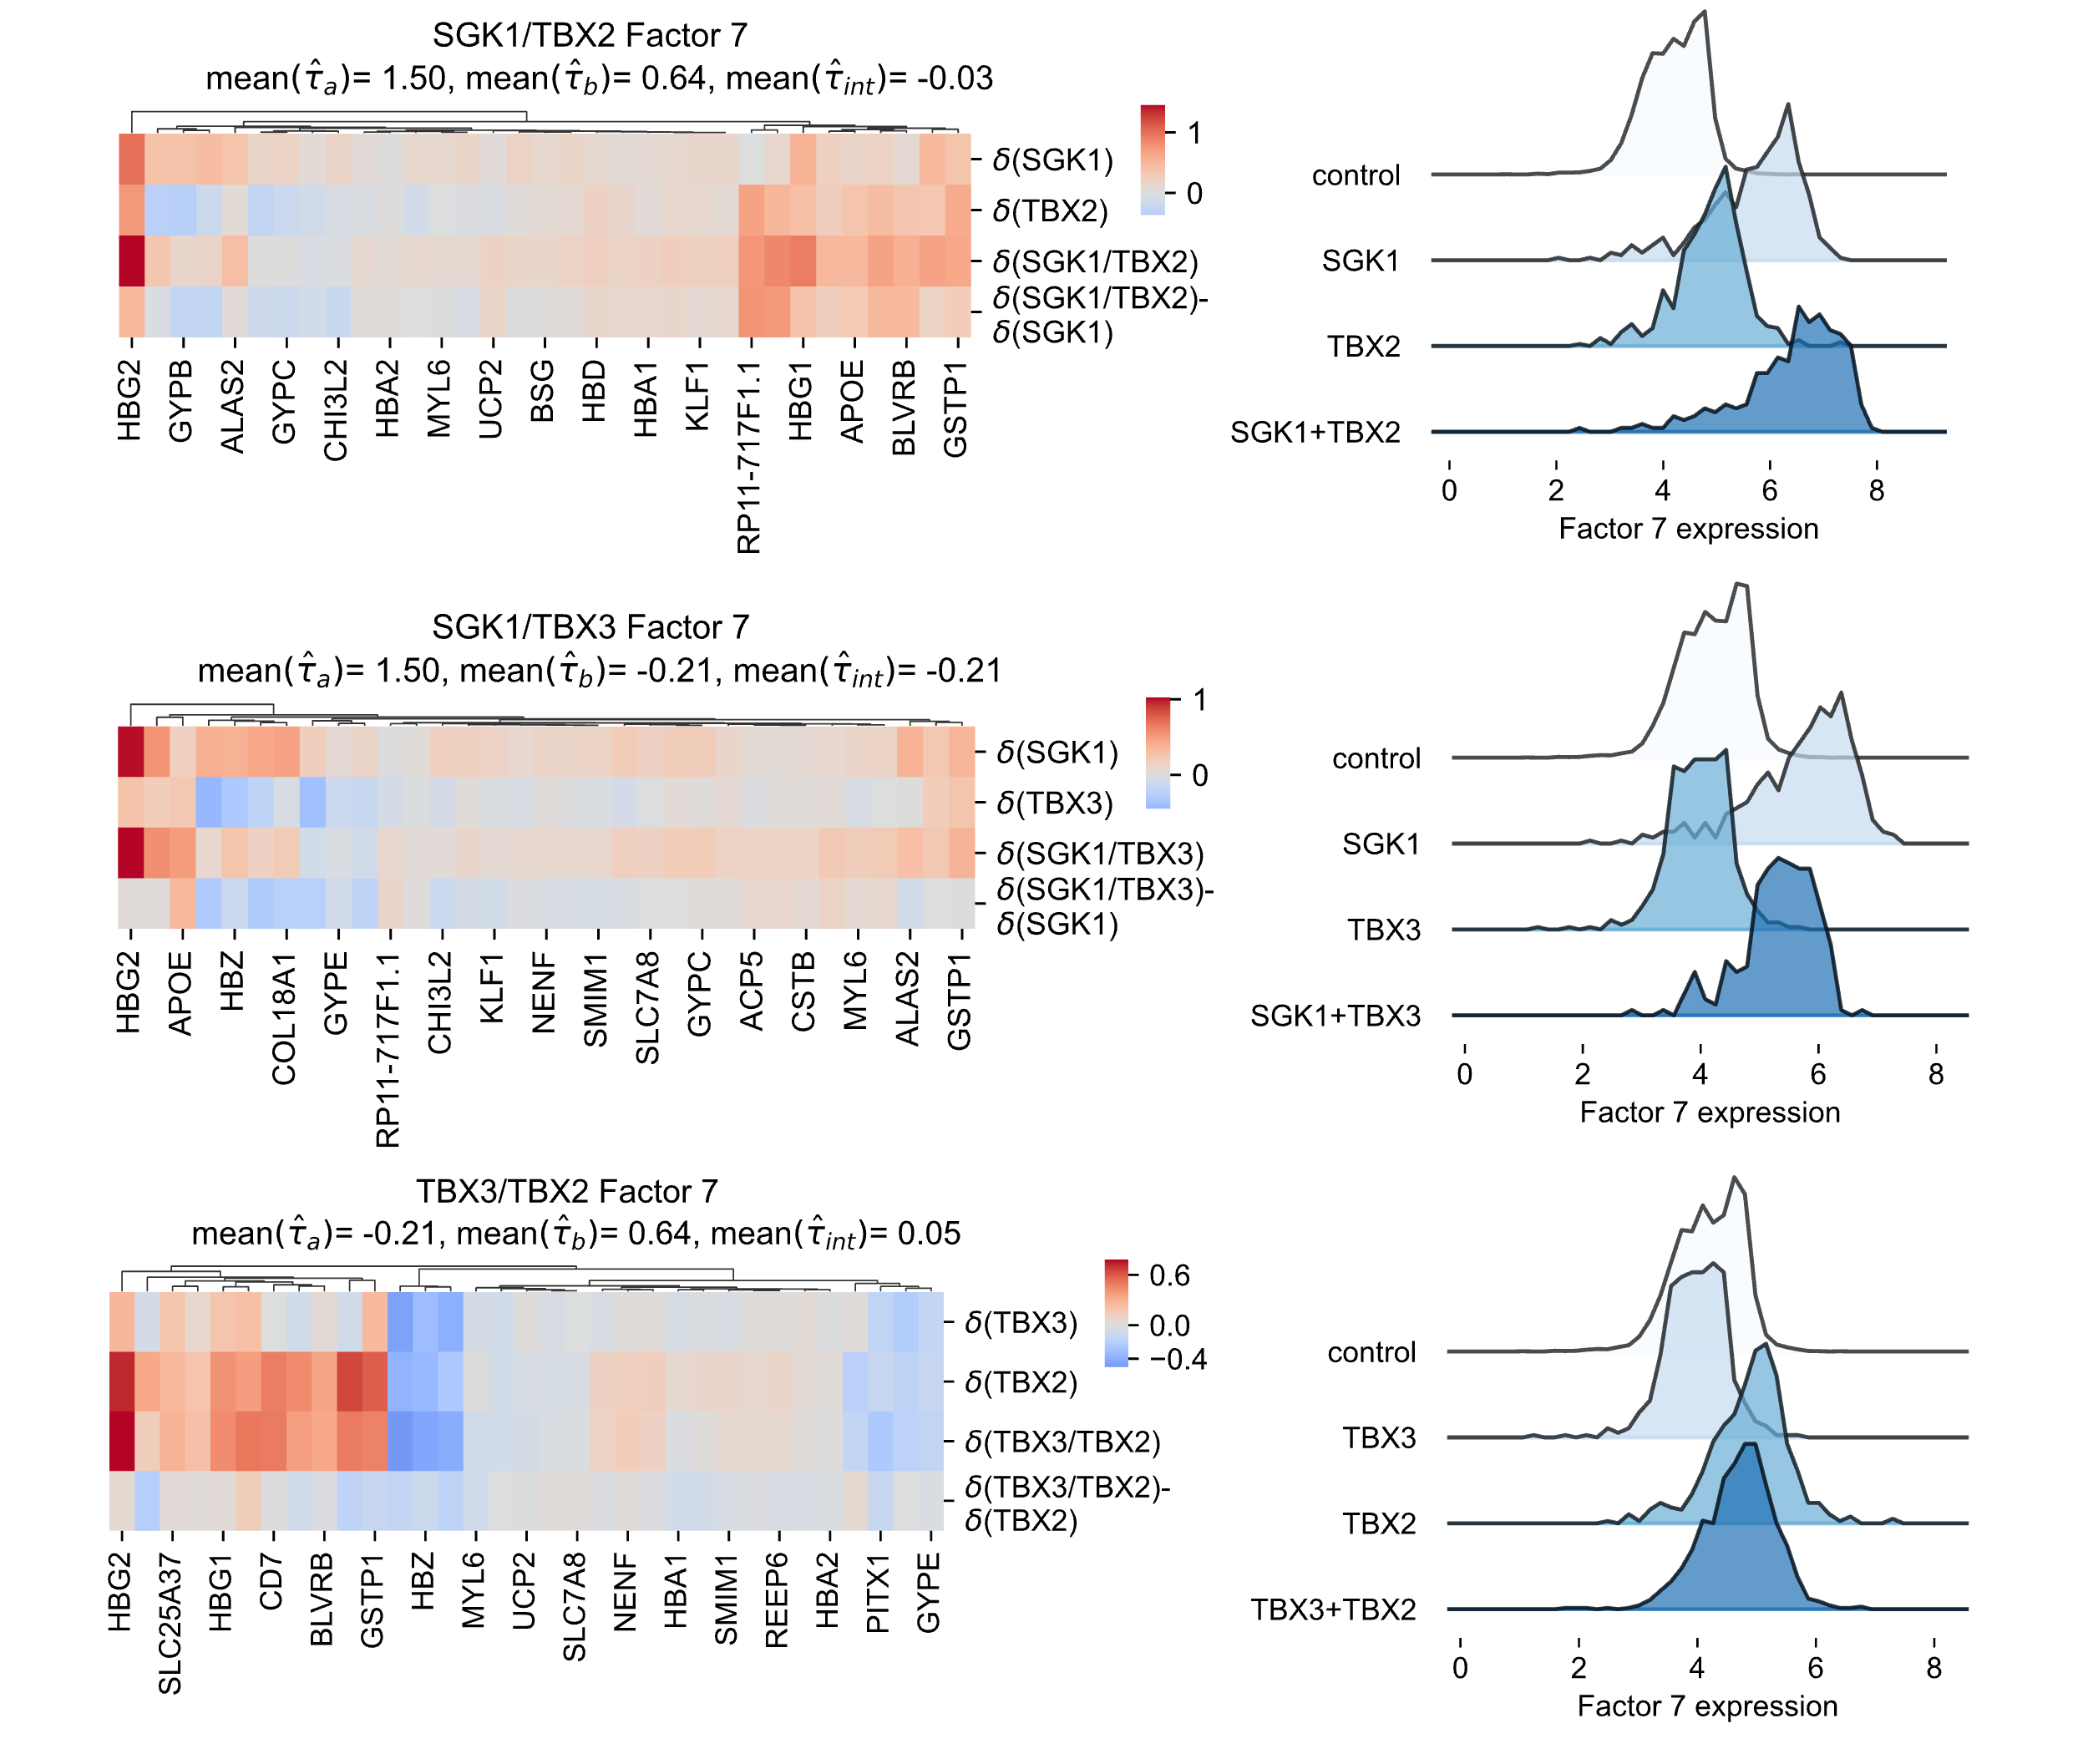 SGK1/TBX2 Factor 7
mean(τ̂a)= 1.50, mean(τ̂b)= 0.64, mean(τ̂int)= -0.03
1
0
δ(SGK1)
δ(TBX2)
δ(SGK1/TBX2)
δ(SGK1/TBX2)-
δ(SGK1)
HBG2
GYPB
ALAS2
GYPC
CHI3L2
HBA2
MYL6
UCP2
BSG
HBD
HBA1
KLF1
RP11-717F1.1
HBG1
APOE
BLVRB
GSTP1
control
SGK1
TBX2
SGK1+TBX2
0 2 4 6 8
Factor 7 expression
SGK1/TBX3 Factor 7
mean(τ̂a)= 1.50, mean(τ̂b)= -0.21, mean(τ̂int)= -0.21
1
0
δ(SGK1)
δ(TBX3)
δ(SGK1/TBX3)
δ(SGK1/TBX3)-
δ(SGK1)
HBG2
APOE
HBZ
COL18A1
GYPE
RP11-717F1.1
CHI3L2
KLF1
NENF
SMIM1
SLC7A8
GYPC
ACP5
CSTB
MYL6
ALAS2
GSTP1
control
SGK1
TBX3
SGK1+TBX3
0 2 4 6 8
Factor 7 expression
TBX3/TBX2 Factor 7
mean(τ̂a)= -0.21, mean(τ̂b)= 0.64, mean(τ̂int)= 0.05
0.6
0.0
−0.4
δ(TBX3)
δ(TBX2)
δ(TBX3/TBX2)
δ(TBX3/TBX2)-
δ(TBX2)
HBG2
SLC25A37
HBG1
CD7
BLVRB
GSTP1
HBZ
MYL6
UCP2
SLC7A8
NENF
HBA1
SMIM1
REEP6
HBA2
PITX1
GYPE
control
TBX3
TBX2
TBX3+TBX2
0 2 4 6 8
Factor 7 expression